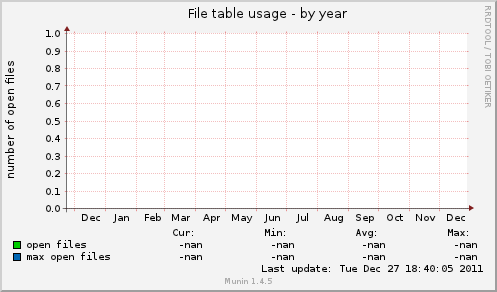 File table usage - by year
RRDTOOL / TOBI OETIKER
number of open files
1.0
0.9
0.8
0.7
0.6
0.5
0.4
0.3
0.2
0.1
0.0
Dec Jan Feb Mar Apr May Jun Jul Aug Sep Oct Nov Dec
Cur: Min: Avg: Max:
open files -nan -nan -nan -nan
max open files -nan -nan -nan -nan
Last update: Tue Dec 27 18:40:05 2011
Munin 1.4.5